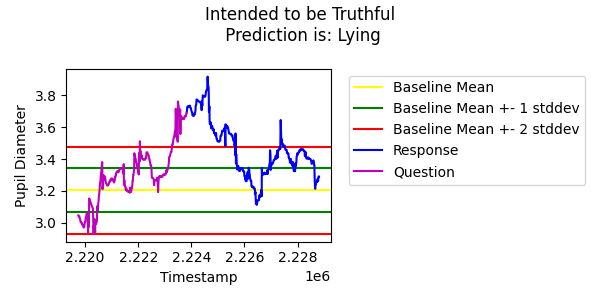 Intended to be Truthful
Prediction is: Lying
Pupil Diameter
3.8
3.6
3.4
3.2
3.0
2.220
2.222
2.224
2.226
2.228
1e6
Timestamp
Baseline Mean
Baseline Mean +- 1 stddev
Baseline Mean +- 2 stddev
Response
Question